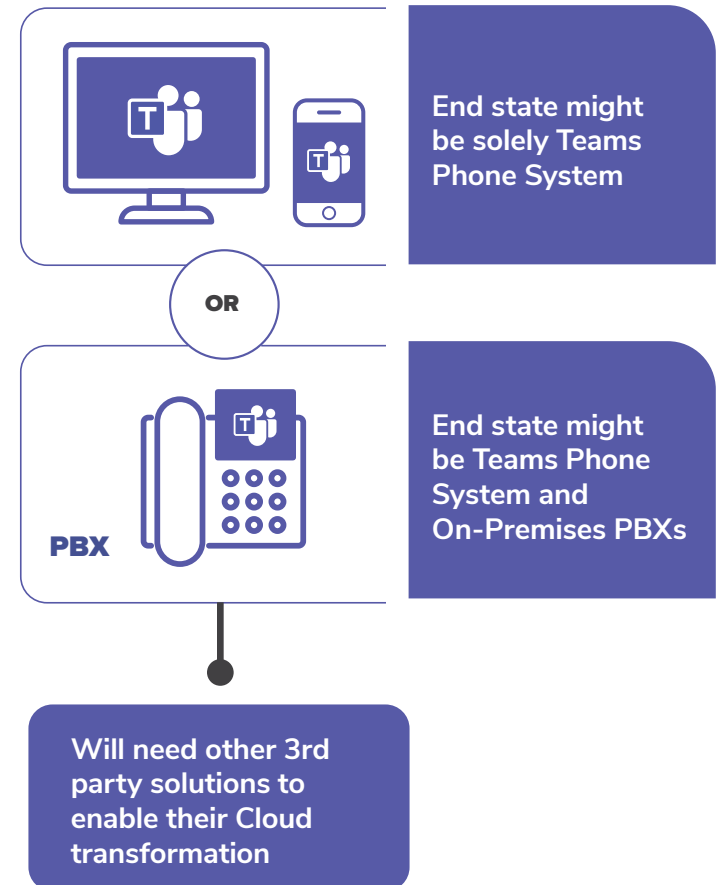 T
T
End state might
be solely Teams
Phone System
OR
T
PBX
End state might
be Teams Phone
System and
On-Premises PBXs
Will need other 3rd
party solutions to
enable their Cloud
transformation